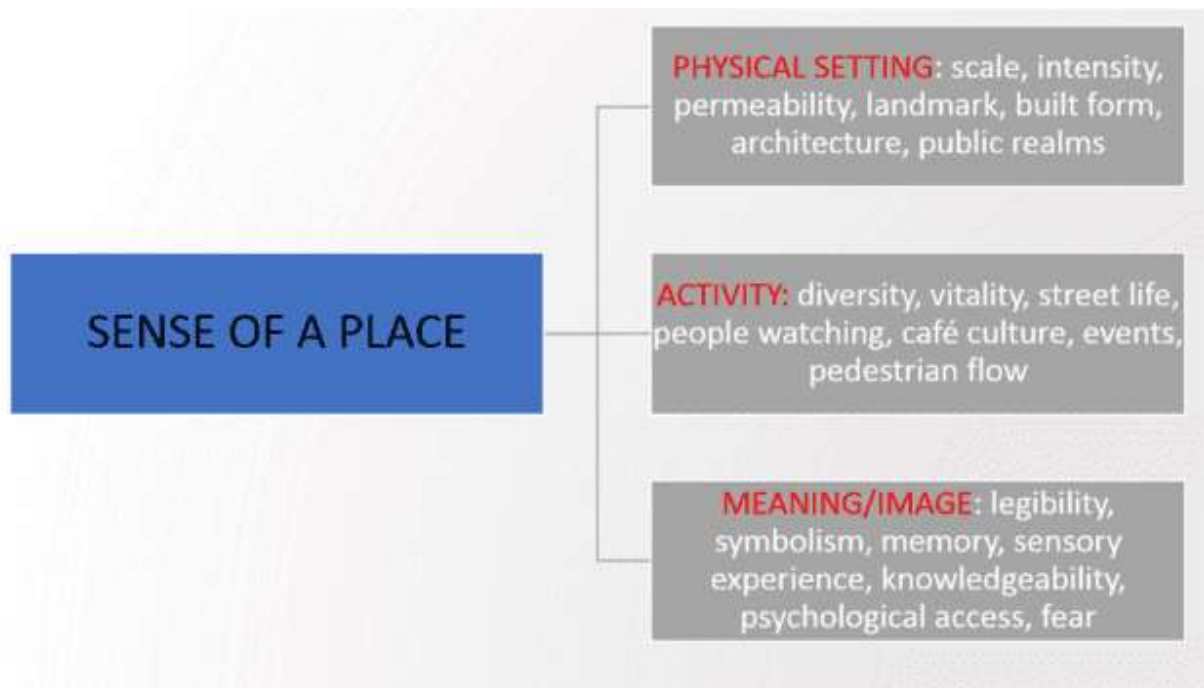 PHYSICAL SETTING: scale, intensity,
permeability, landmark, built form,
architecture, public realms
SENSE OF A PLACE
ACTIVITY: diversity, vitality, street life,
people watching, café culture, events,
pedestrian flow
MEANING/IMAGE: legibility,
symbolism, memory, sensory
experience, knowledgeability,
psychological access, fear